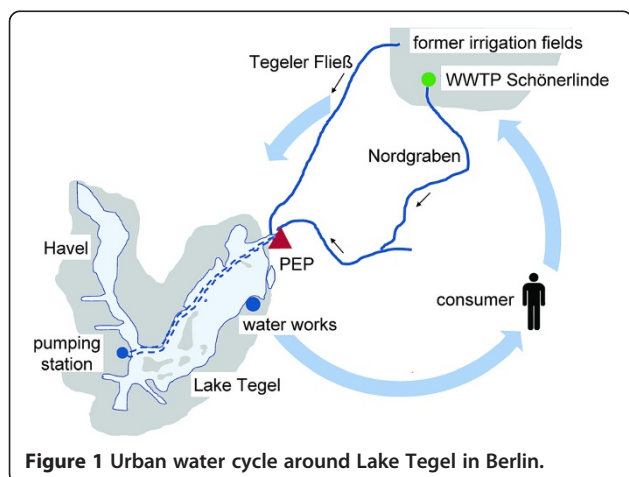 former irrigation fields
Tegeler Fließ
WWTP Schönerlinde
Nordgraben
Havel
PEP
consumer
water works
pumping
station
Lake Tegel
Figure 1 Urban water cycle around Lake Tegel in Berlin.